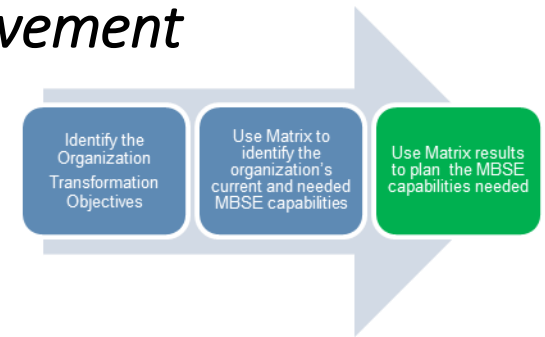 vement
Identify the
Organization
Transformation
Objectives
Use Matrix to
identify the
organization's
current and needed
MBSE capabilities
Use Matrix results
to plan the MBSE
capabilities needed